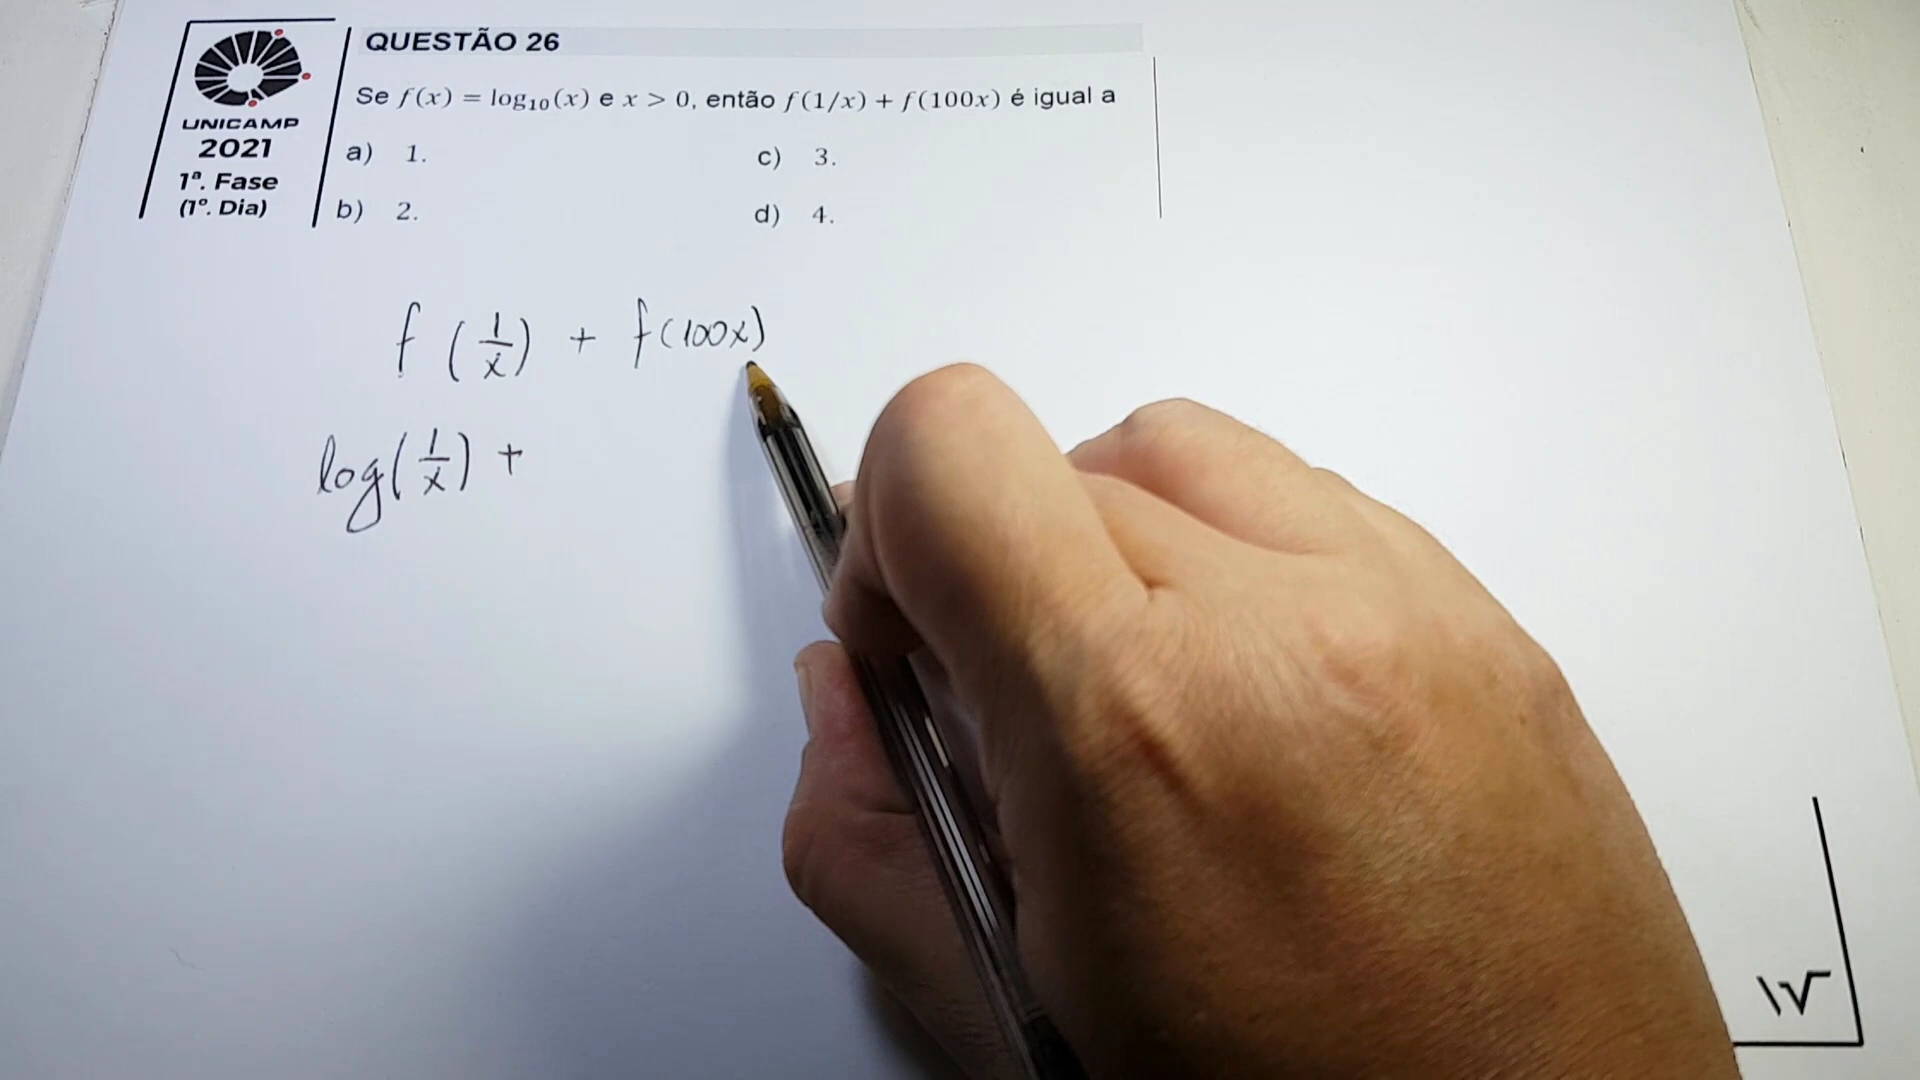 UNICAMP
2021
1ª. Fase
(1º. Dia)
QUESTÃO 26
Se f(x) = log₁₀(x) e x > 0, então f(1/x) + f(100x) é igual a
a) 1.
b) 2.
c) 3.
d) 4.
f (1/x) + f(100x)
log(1/x) +